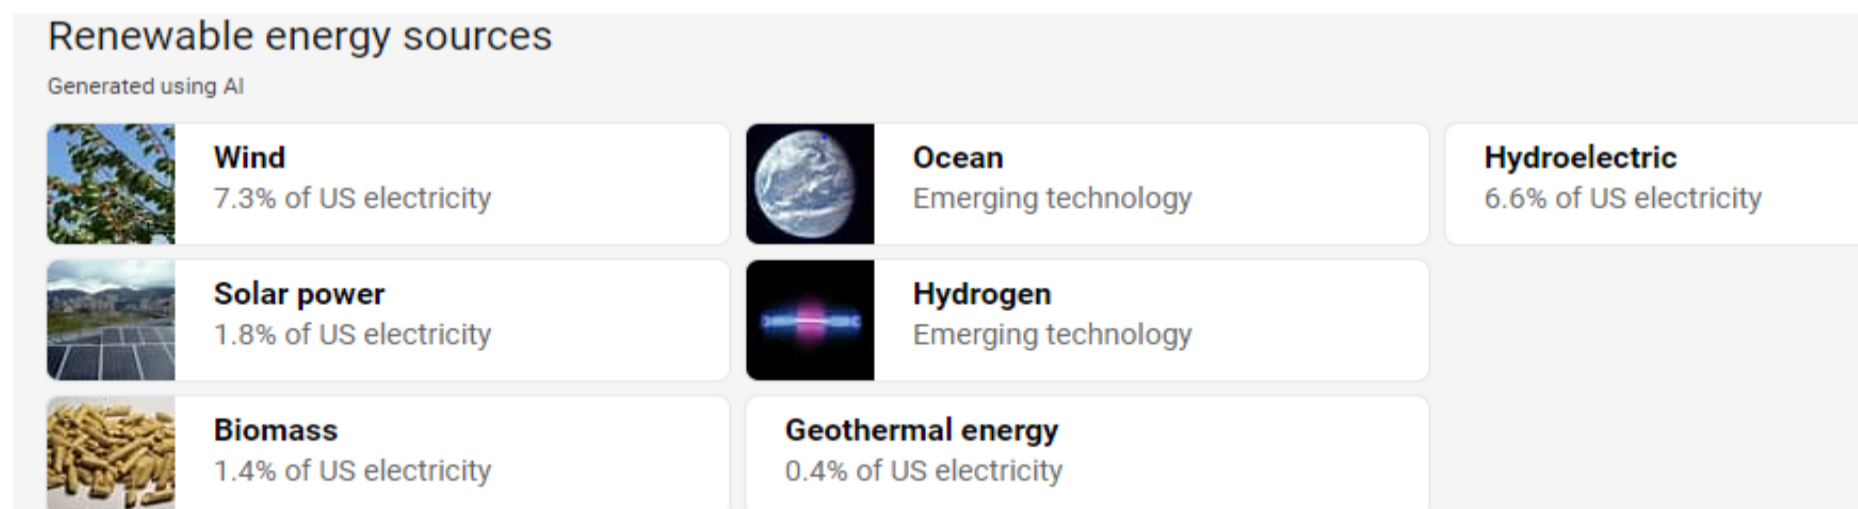 Renewable energy sources
Generated using AI
Wind
7.3% of US electricity
Ocean
Emerging technology
Hydroelectric
6.6% of US electricity
Solar power
1.8% of US electricity
Hydrogen
Emerging technology
Biomass
1.4% of US electricity
Geothermal energy
0.4% of US electricity